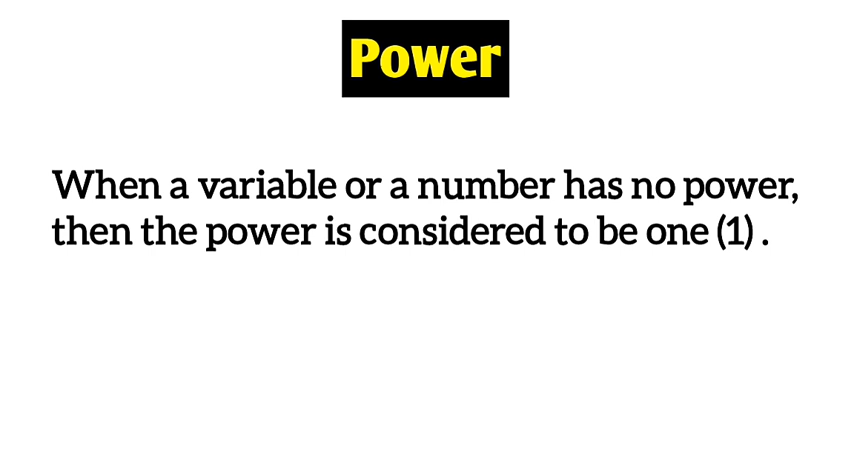 Power
When a variable or a number has no power,
then the power is considered to be one (1) .